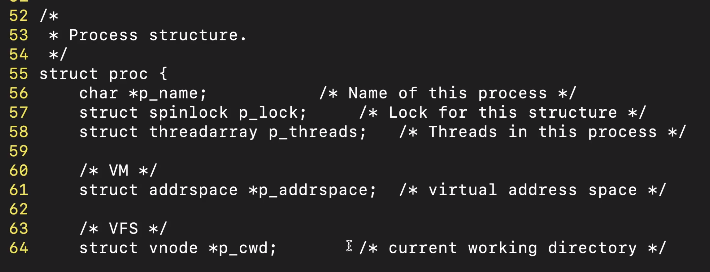 52 /*
53  * Process structure.
54  */
55 struct proc {
56     char *p_name;            /* Name of this process */
57     struct spinlock p_lock;     /* Lock for this structure */
58     struct threadarray p_threads;   /* Threads in this process */
59
60     /* VM */
61     struct addrspace *p_addrspace;  /* virtual address space */
62
63     /* VFS */
64     struct vnode *p_cwd;        /* current working directory */